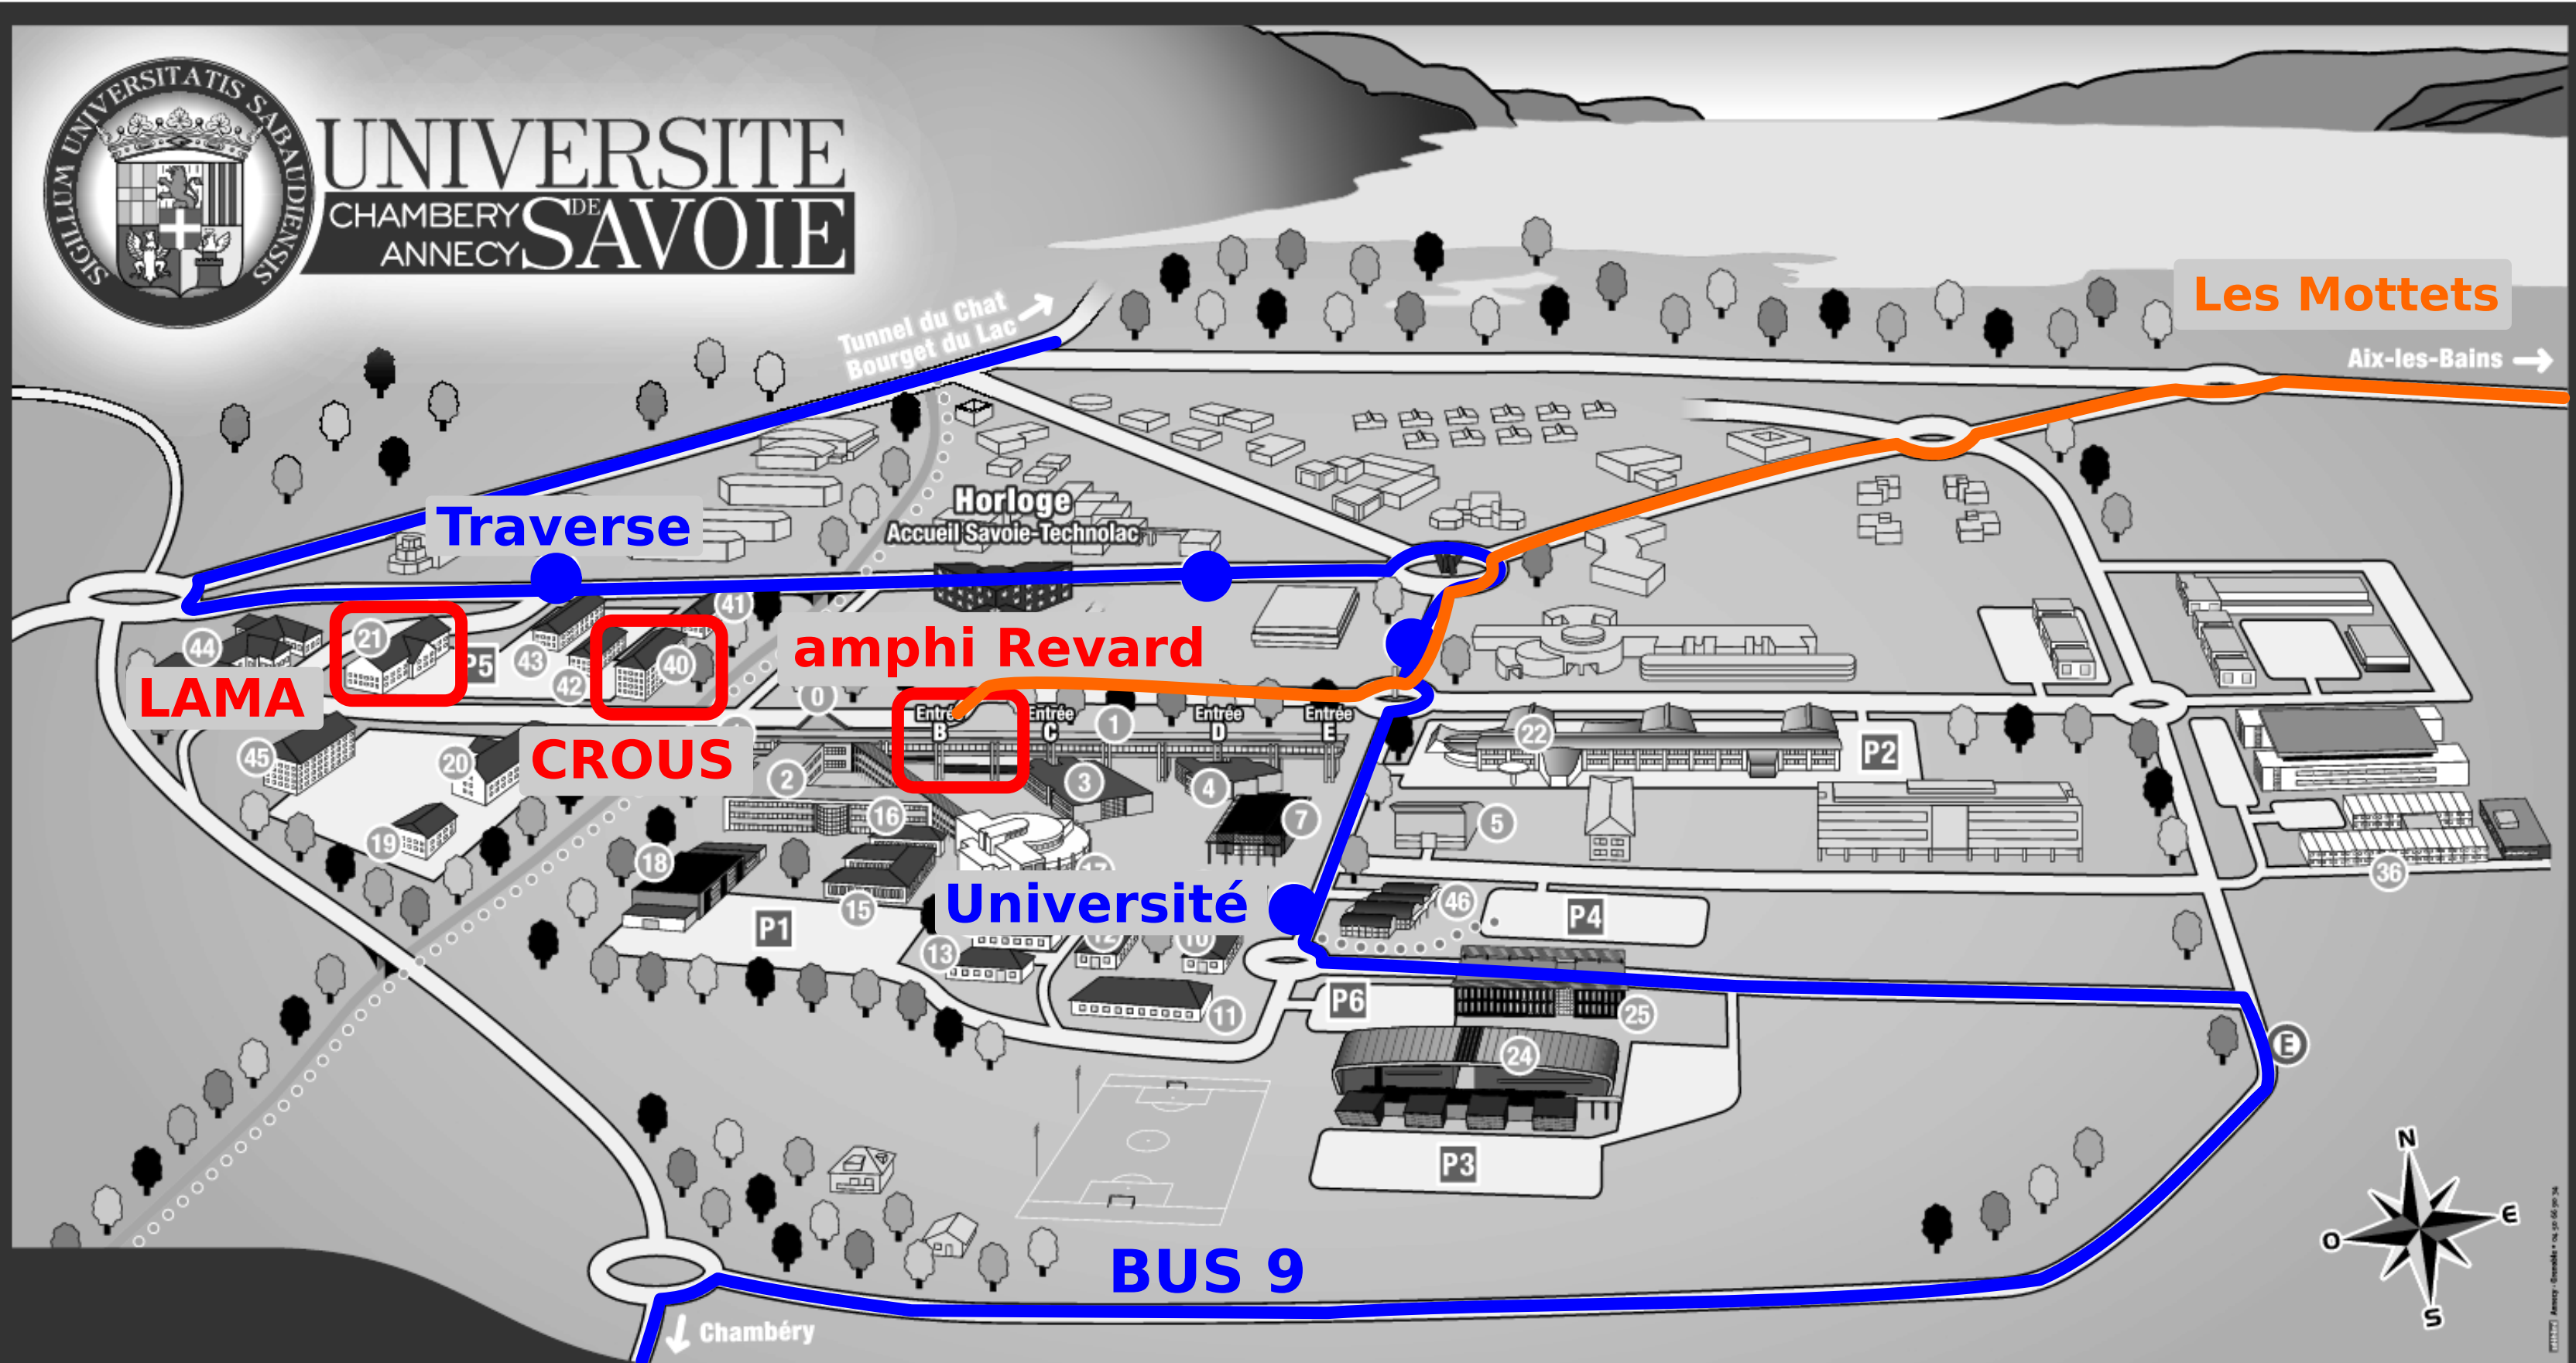 SIGILLUM UNIVERSITATIS SABAUDIENSIS
UNIVERSITE
CHAMBERY
ANNECY
DE
SAVOIE
Tunnel du Chat
Bourget du Lac
Les Mottets
Aix-les-Bains
Horloge
Accueil Savoie-Technolac
Traverse
41
44
21
P5
43
42
40
amphi Revard
LAMA
0
Entrée
B
Entrée
C
1
Entrée
D
Entrée
E
22
P2
45
20
CROUS
2
3
4
16
7
5
19
18
17
36
15
Université
46
P4
P1
13
12
10
P6
25
11
24
E
P3
N
E
O
S
BUS 9
Chambéry